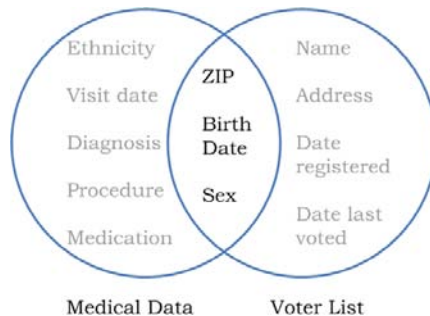 Ethnicity
Visit date
Diagnosis
Procedure
Medication
ZIP
Birth
Date
Sex
Name
Address
Date
registered
Date last
voted
Medical Data
Voter List